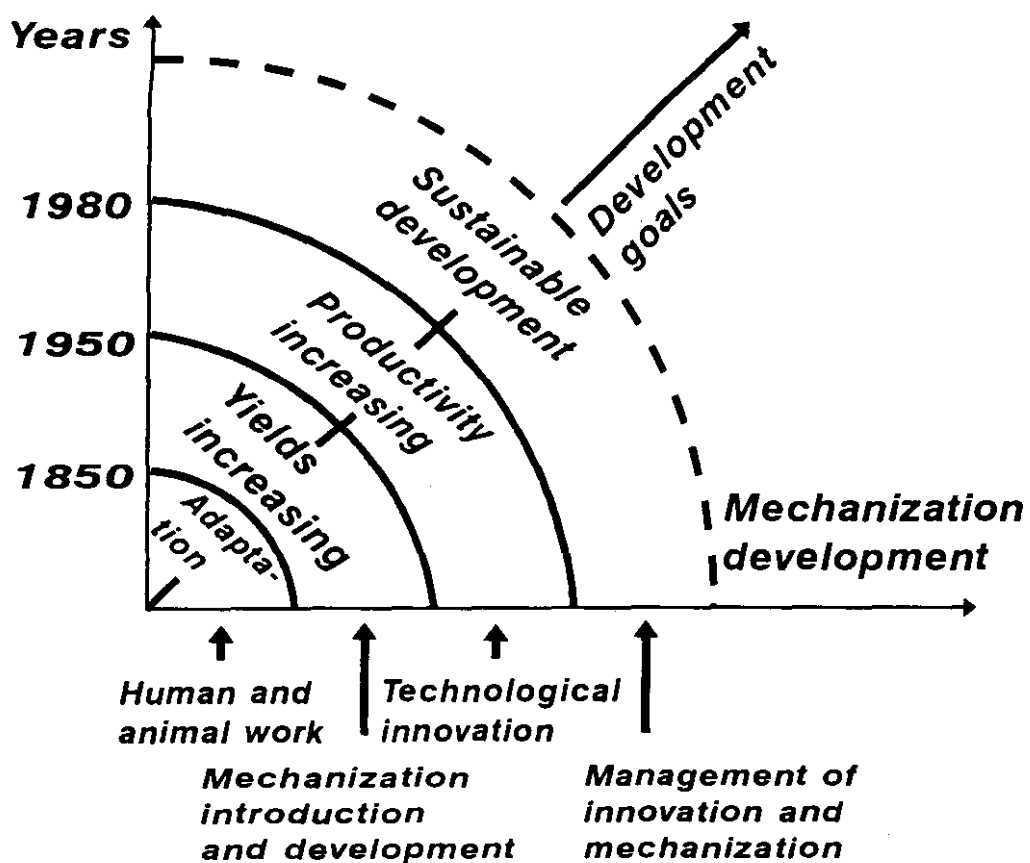 Years
Development
goals
Sustainable
development
1980
Productivity
increasing
1950
Yields
increasing
1850
Adapta-
tion
Mechanization
development
Human and
animal work
Technological
innovation
Mechanization
introduction
and development
Management of
innovation and
mechanization